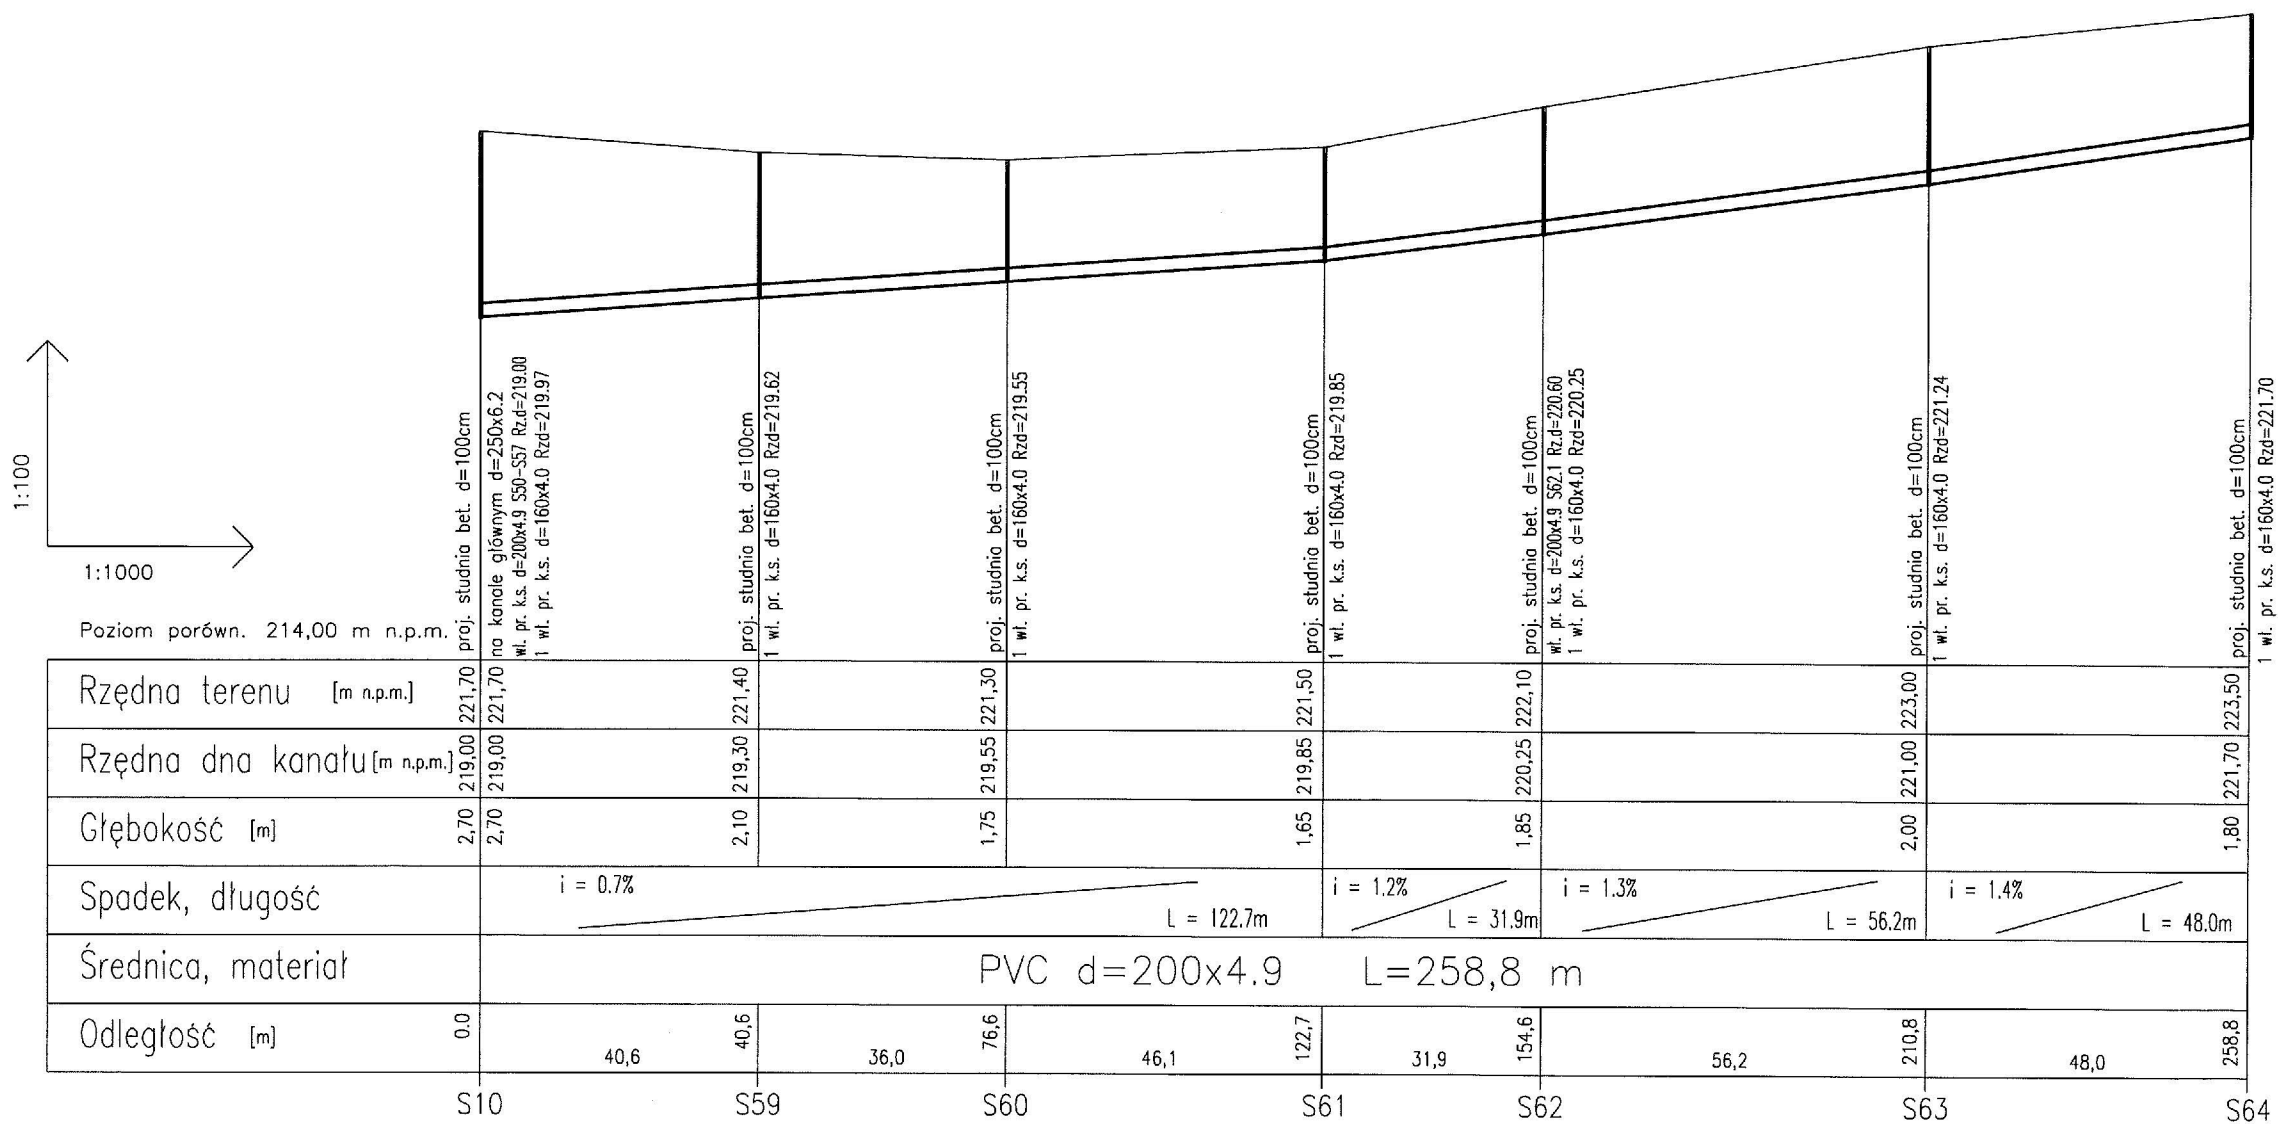 1:100
1:1000
Poziom porówn. 214,00 m n.p.m.
proj. studnia bet. d=100cm
na kanale głównym d=250x6.2
wł. pr. k.s. d=200x4.9 S50-S57 Rz.d=219.00
1 wł. pr. k.s. d=160x4.0 Rzd=219.97
proj. studnia bet. d=100cm
1 wł. pr. k.s. d=160x4.0 Rzd=219.62
proj. studnia bet. d=100cm
1 wł. pr. k.s. d=160x4.0 Rzd=219.55
proj. studnia bet. d=100cm
1 wł. pr. k.s. d=160x4.0 Rzd=219.85
proj. studnia bet. d=100cm
wł. pr. k.s. d=200x4.9 S62.1 Rz.d=220.60
1 wł. pr. k.s. d=160x4.0 Rzd=220.25
proj. studnia bet. d=100cm
1 wł. pr. k.s. d=160x4.0 Rzd=221.24
proj. studnia bet. d=100cm
1 wł. pr. k.s. d=160x4.0 Rzd=221.70
Rzędna terenu [m n.p.m.] 221,70 221,70 221,40 221,30 221,50 222,10 223,00 223,50
Rzędna dna kanału [m n.p.m.] 219,00 219,00 219,30 219,55 219,85 220,25 221,00 221,70
Głębokość [m] 2,70 2,70 2,10 1,75 1,65 1,85 2,00 1,80
Spadek, długość i = 0.7% L = 122.7m i = 1.2% L = 31.9m i = 1.3% L = 56.2m i = 1.4% L = 48.0m
Średnica, materiał PVC d=200x4.9 L=258,8 m
Odległość [m] 0.0 40,6 40,6 36,0 76,6 46,1 122,7 31,9 154,6 56,2 210,8 48,0 258,8
S10 S59 S60 S61 S62 S63 S64